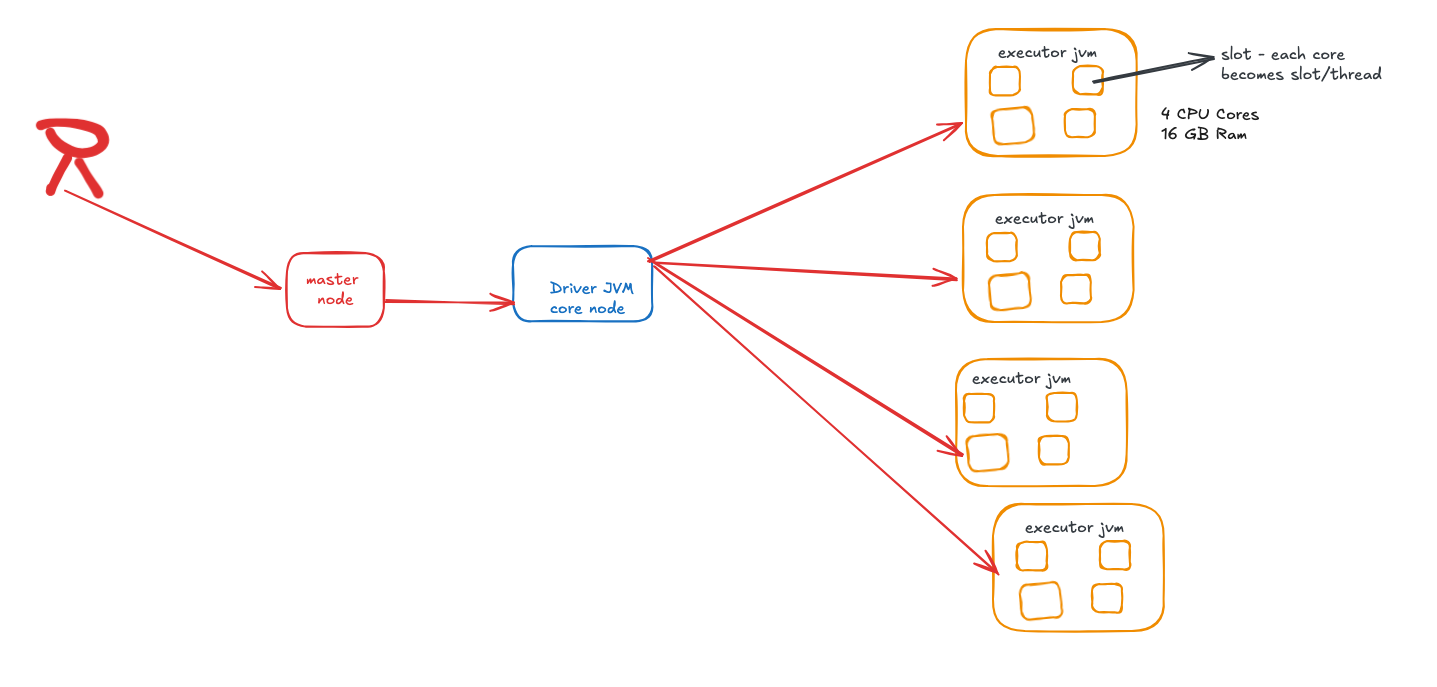 executor jvm
slot - each core
becomes slot/thread
4 CPU Cores
16 GB Ram
executor jvm
master
node
Driver JVM
core node
executor jvm
executor jvm